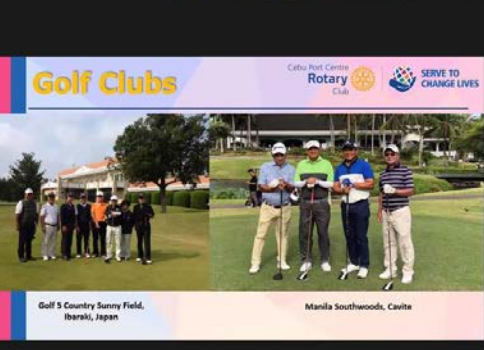 Golf Clubs
Cebu Port Centre
Rotary
Club
SERVE TO
CHANGE LIVES
Golf 5 Country Sunny Field,
Ibaraki, Japan
Manila Southwoods, Cavite